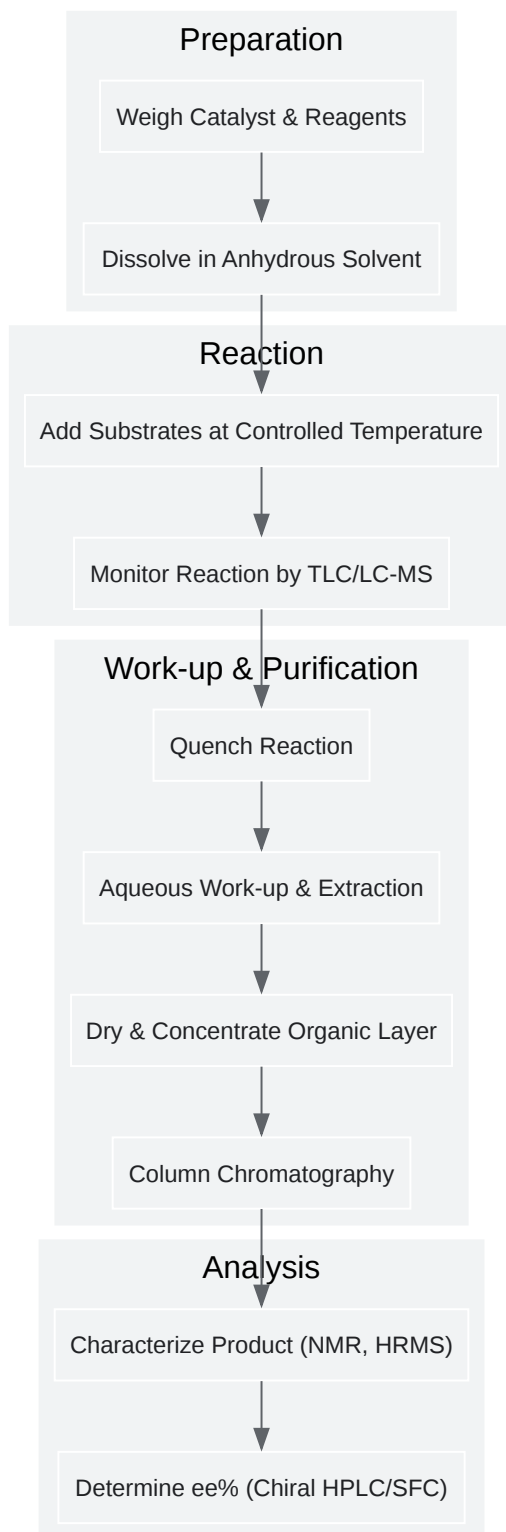 Preparation
Weigh Catalyst & Reagents
Dissolve in Anhydrous Solvent
Reaction
Add Substrates at Controlled Temperature
Monitor Reaction by TLC/LC-MS
Work-up & Purification
Quench Reaction
Aqueous Work-up & Extraction
Dry & Concentrate Organic Layer
Column Chromatography
Analysis
Characterize Product (NMR, HRMS)
Determine ee% (Chiral HPLC/SFC)